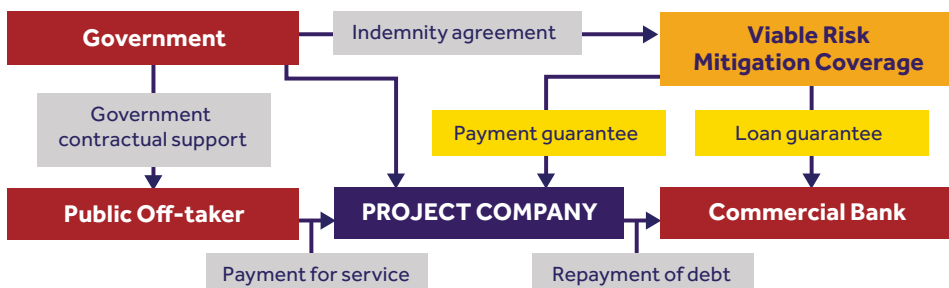 Government
Indemnity agreement
Viable Risk
Mitigation Coverage
Government
contractual support
Payment guarantee
Loan guarantee
Public Off-taker
PROJECT COMPANY
Commercial Bank
Payment for service
Repayment of debt